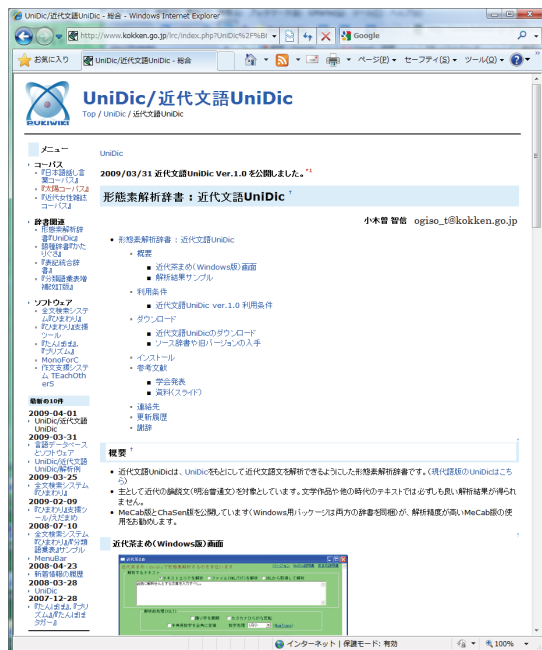 UniDic/近代文語UniDic - 総合 - Windows Internet Explorer
http://www.kokken.go.jp/lrc/index.php?UniDic%2F%BI
Google
お気に入り
UniDic/近代文語UniDic - 総合
ページ(P)
セーフティ(S)
ツール(O)
PUKIWIKI
UniDic/近代文語UniDic
Top / UniDic / 近代文語UniDic
メニュー
コーパス
『日本語話し言
葉コーパス』
『太陽コーパス』
『近代女性雑誌
コーパス』
辞書関連
形態素解析辞
書『UniDic』
語種辞書『かた
りぐさ』
『表記統合辞
書』
『分類語彙表増
補改訂版』
ソフトウェア
全文検索システ
ム『ひまわり』
『ひまわり』支援
ツール
『たんぽぽ』、
『プリズム』
MonoForC
作文支援システ
ム TEachOth
erS
最新の10件
2009-04-01
UniDic/近代文語
UniDic
2009-03-31
言語データベース
とソフトウェア
UniDic/近代文語
UniDic/解析例
2009-03-25
全文検索システム
『ひまわり』
2009-02-09
『ひまわり』支援ツ
ール/えだまめ
2008-07-10
全文検索システム
『ひまわり』/『分類
語彙表』サンプル
MenuBar
2008-04-23
新着情報の履歴
2008-03-28
UniDic
2007-12-28
『たんぽぽ』、『プリ
ズム』/『たんぽぽ
タガー』
UniDic
2009/03/31 近代文語UniDic Ver.1.0 を公開しました。*1
形態素解析辞書：近代文語UniDic †
小木曽 智信 ogiso_t@kokken.go.jp
形態素解析辞書：近代文語UniDic
概要
近代茶まめ(Windows版)画面
解析結果サンプル
利用条件
近代文語UniDic ver.1.0 利用条件
ダウンロード
近代文語UniDicのダウンロード
ソース辞書や旧バージョンの入手
インストール
参考文献
学会発表
資料(スライド)
連絡先
更新履歴
謝辞
概要 †
近代文語UniDicは、UniDicをもとにして近代文語文を解析できるようにした形態素解析辞書です。(現代語版のUniDicはこち
ら)
主として近代の論説文(明治普通文)を対象としています。文学作品や他の時代のテキストでは必ずしも良い解析結果が得られ
ません。
MeCab版とChaSen版を公開しています(Windows用パッケージは両方の辞書を同梱)が、解析精度が高いMeCab版の使
用をお勧めします。
近代茶まめ(Windows版)画面
インターネット | 保護モード: 有効
100%